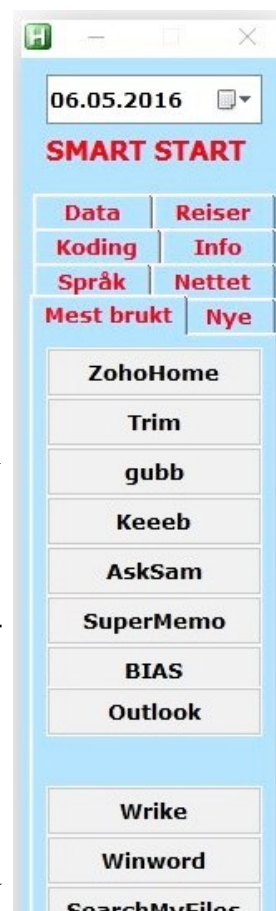 H
06.05.2016
SMART START
Data Reiser
Koding Info
Språk Nettet
Mest brukt Nye
ZohoHome
Trim
gubb
Keeeb
AskSam
SuperMemo
BIAS
Outlook
Wrike
Winword
SearchMyFiles